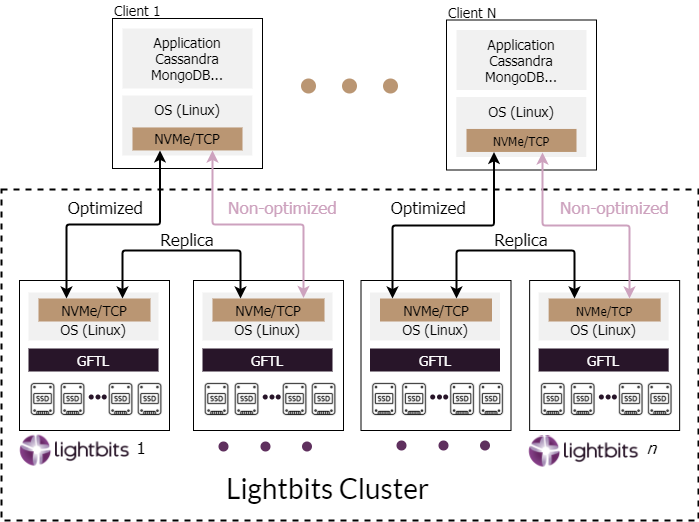 Client 1
Client N
Application
Cassandra
MongoDB...
OS (Linux)
NVMe/TCP
Application
Cassandra
MongoDB...
OS (Linux)
NVMe/TCP
Optimized
Non-optimized
Optimized
Non-optimized
Replica
Replica
NVMe/TCP
OS (Linux)
GFTL
SSD SSD SSD SSD
NVMe/TCP
OS (Linux)
GFTL
SSD SSD SSD SSD
NVMe/TCP
OS (Linux)
GFTL
SSD SSD SSD SSD
NVMe/TCP
OS (Linux)
GFTL
SSD SSD SSD SSD
lightbits 1
lightbits n
Lightbits Cluster